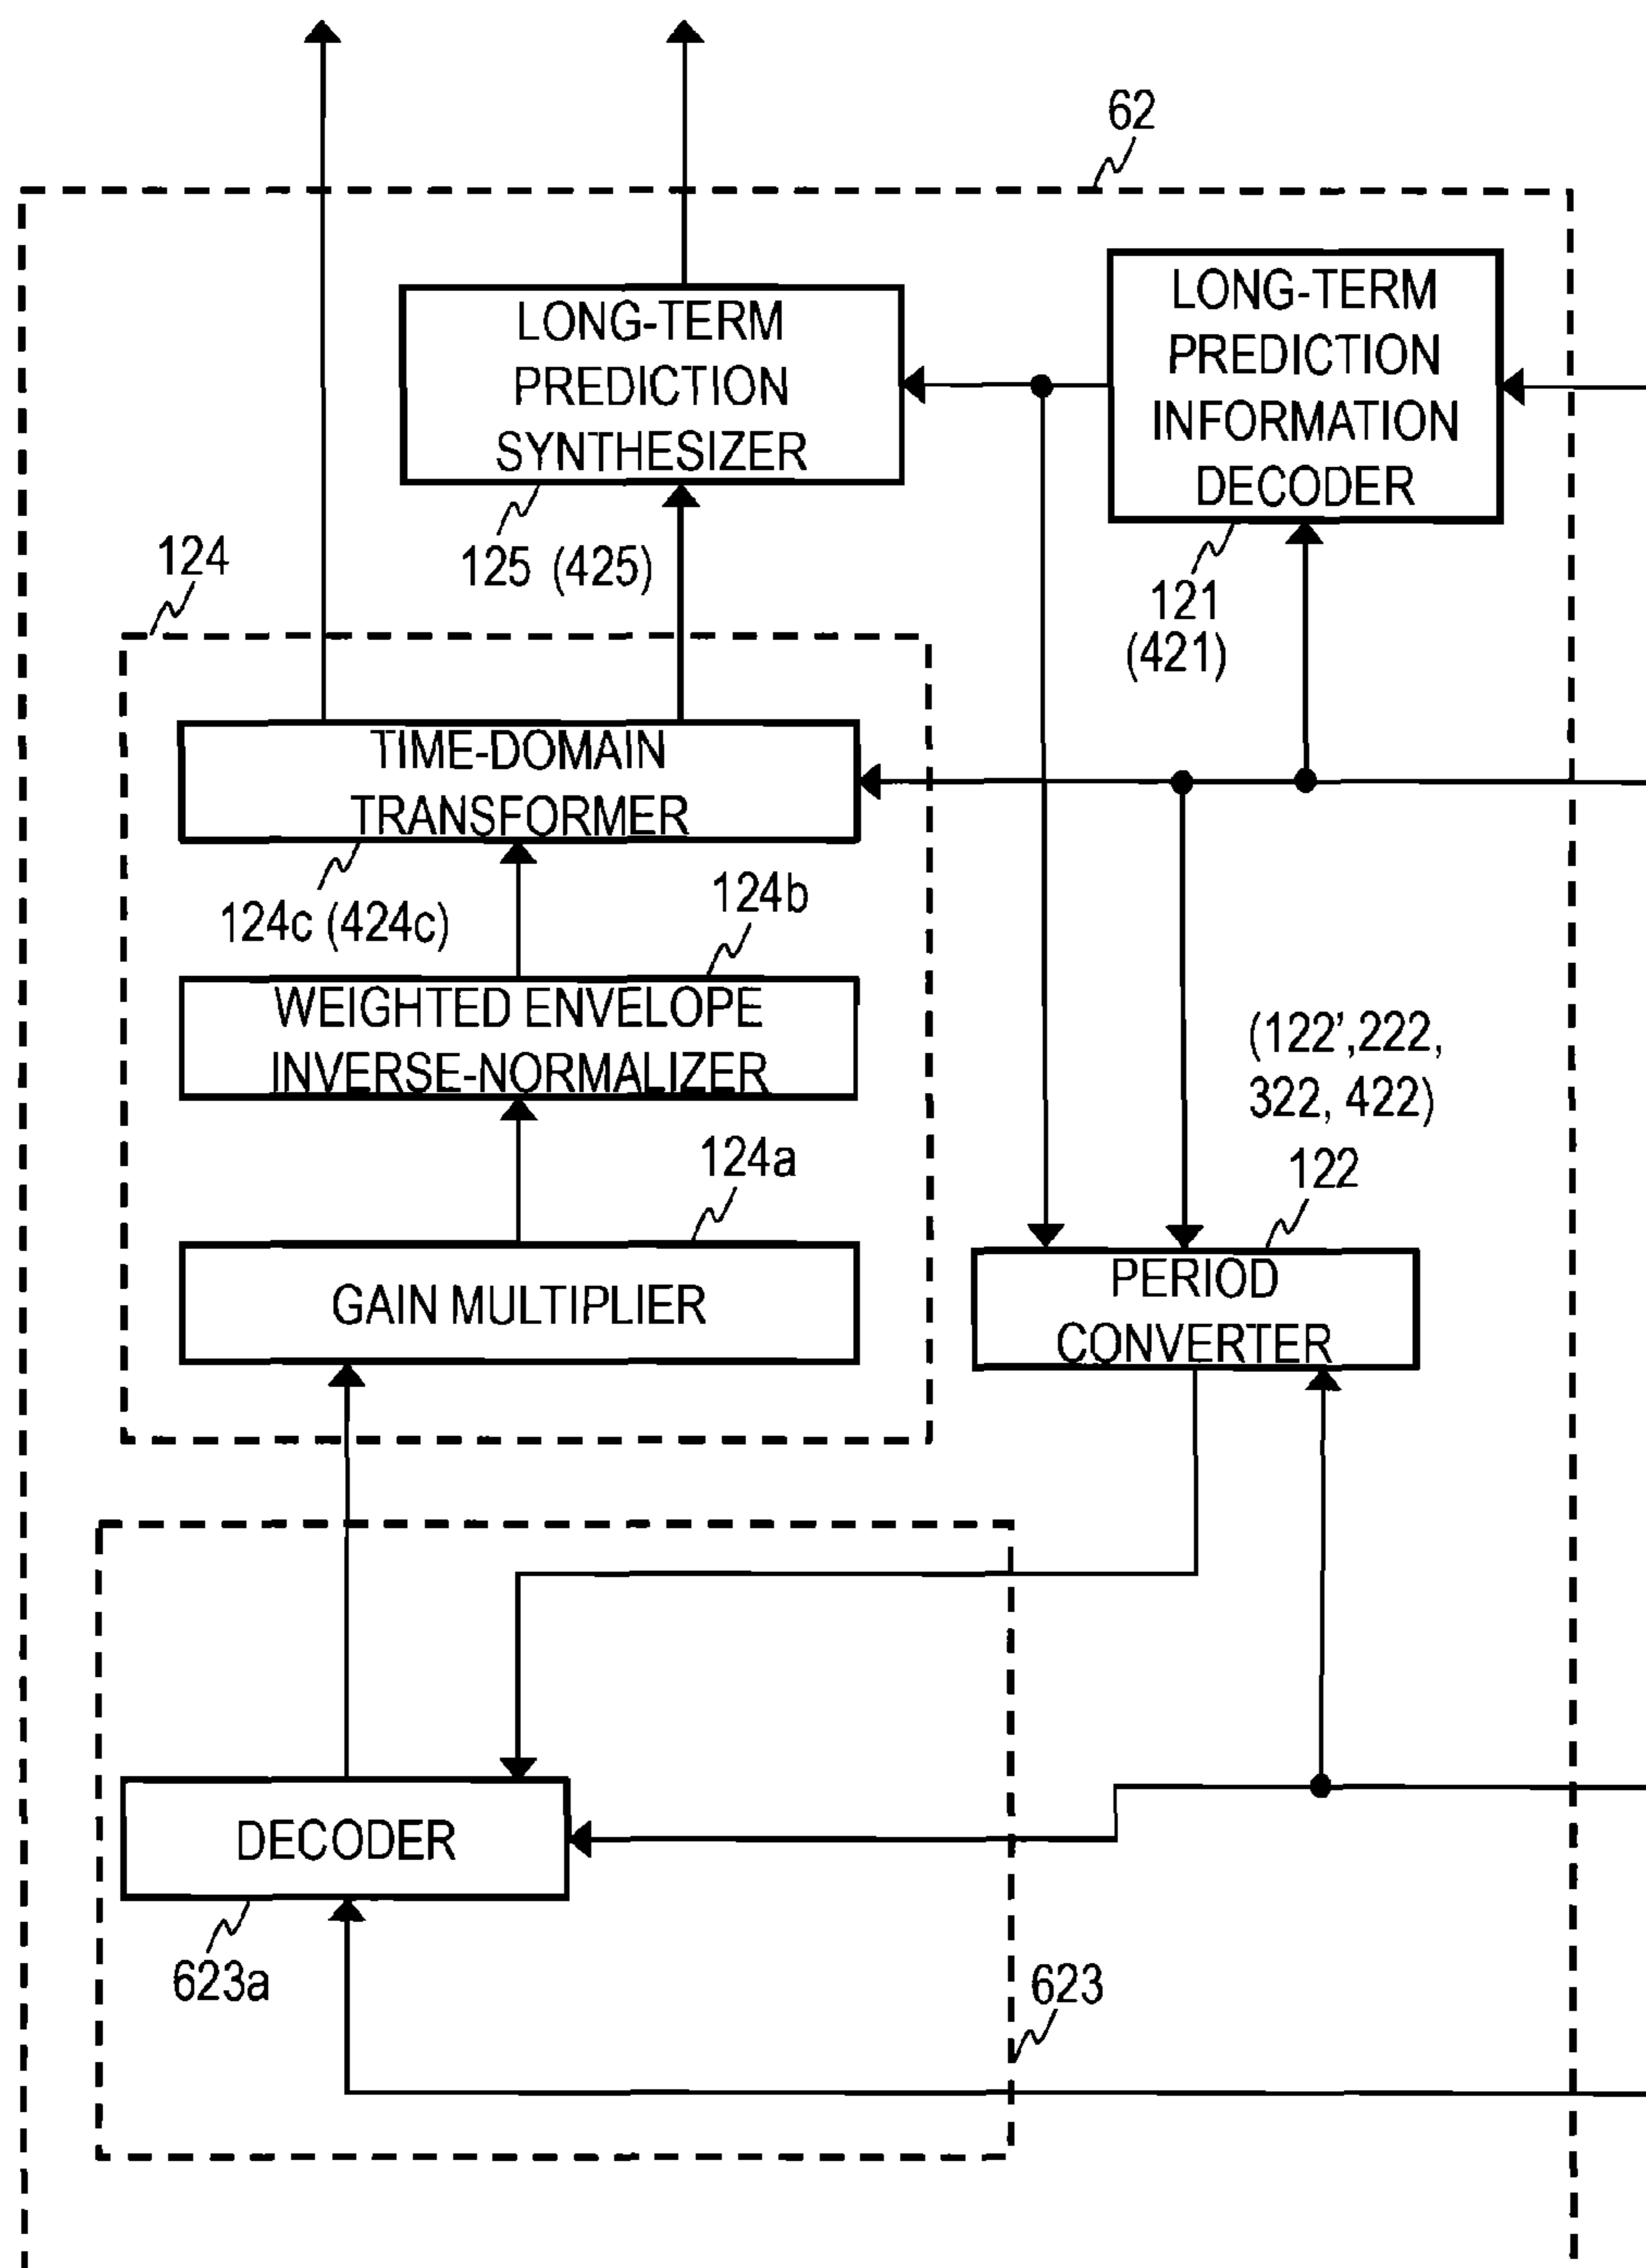 62
LONG-TERM
PREDICTION
SYNTHESIZER
125 (425)
LONG-TERM
PREDICTION
INFORMATION
DECODER
121
(421)
124
TIME-DOMAIN
TRANSFORMER
124c (424c)
124b
WEIGHTED ENVELOPE
INVERSE-NORMALIZER
124a
GAIN MULTIPLIER
(122',222,
322, 422)
122
PERIOD
CONVERTER
DECODER
623a
623